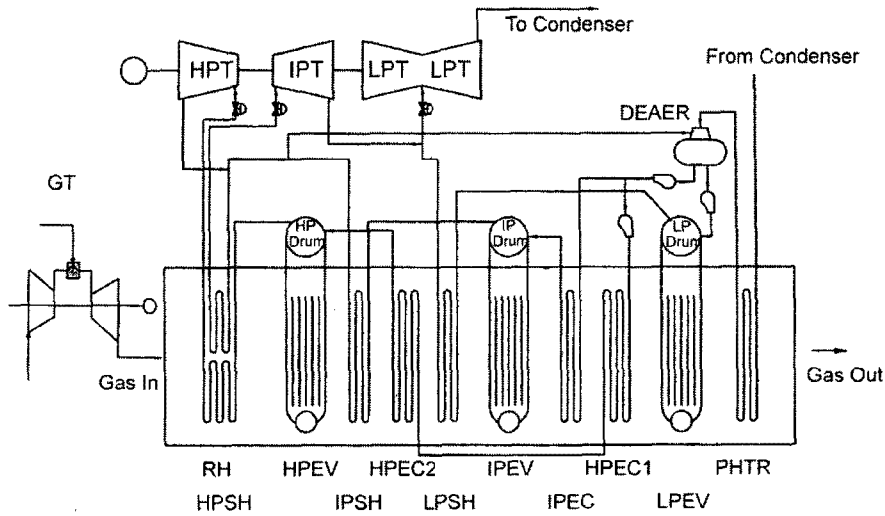 To Condenser
From Condenser
HPT
IPT
LPT LPT
DEAER
GT
HP
Drum
IP
Drum
LP
Drum
Gas In
Gas Out
RH HPEV HPEC2 IPEV HPEC1 PHTR
HPSH IPSH LPSH IPEC LPEV